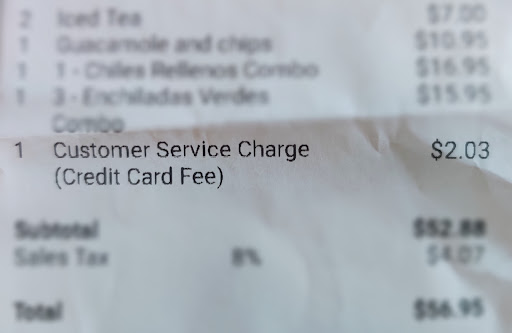 2 Iced Tea $7.00
1 Guacamole and chips $10.95
1 1 - Chiles Rellenos Combo $16.95
1 3 - Enchiladas Verdes $15.95
Combo
1 Customer Service Charge $2.03
(Credit Card Fee)
Subtotal $52.88
Sales Tax 8% $4.07
Total $56.95